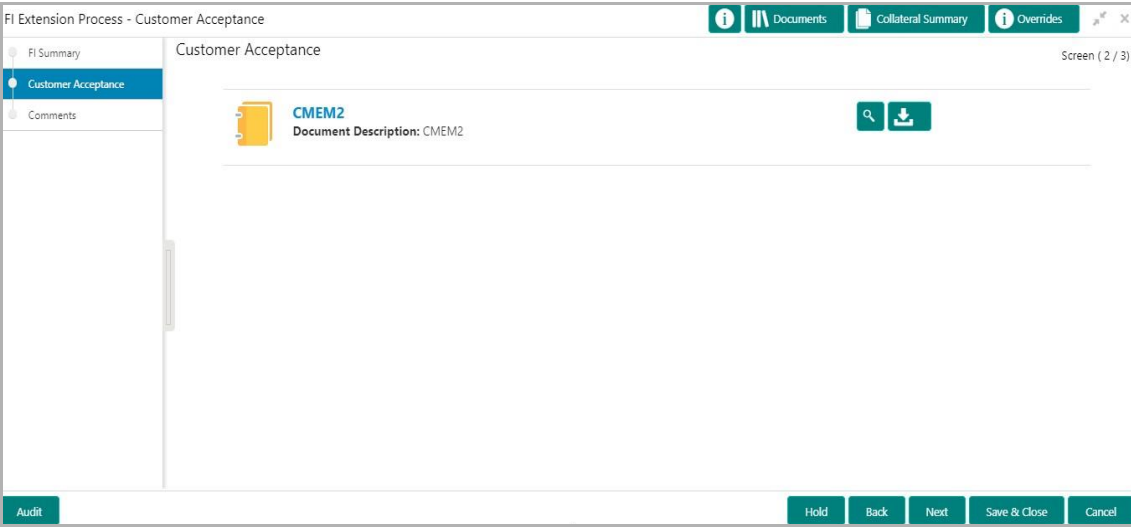 FI Extension Process - Customer Acceptance
Documents
Collateral Summary
Overrides
FI Summary
Customer Acceptance
Comments
Customer Acceptance
Screen ( 2 / 3)
CMEM2
Document Description: CMEM2
Audit
Hold
Back
Next
Save & Close
Cancel